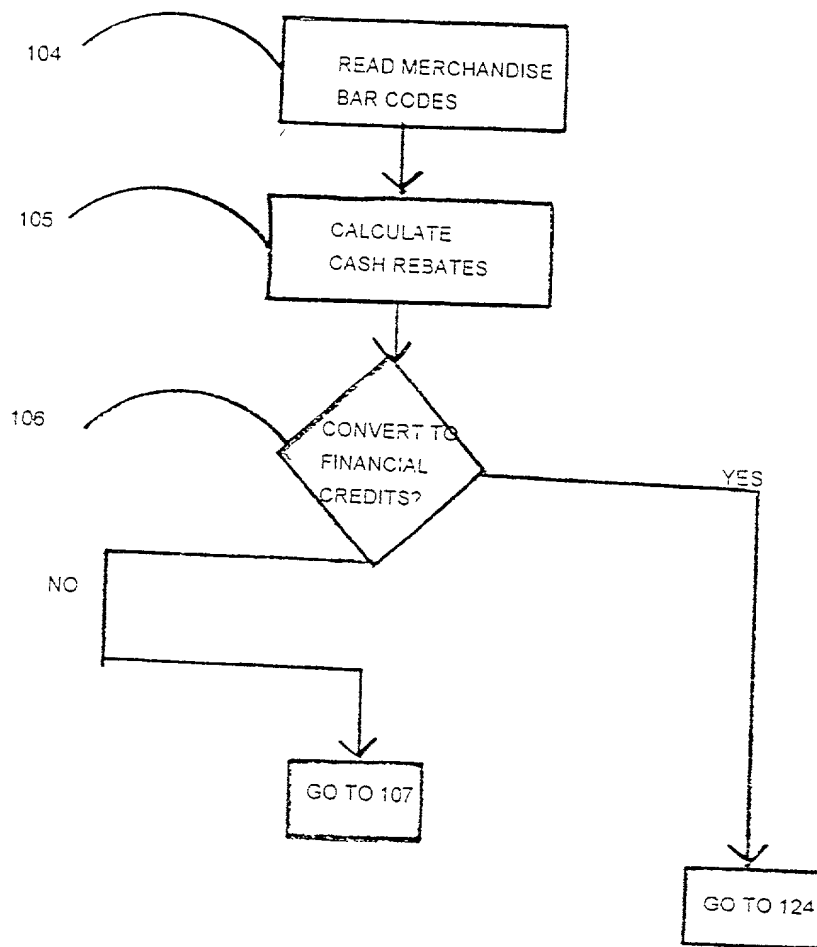 104
READ MERCHANDISE
BAR CODES
105
CALCULATE
CASH REBATES
106
CONVERT TO
FINANCIAL
CREDITS?
YES
NO
GO TO 107
GO TO 124